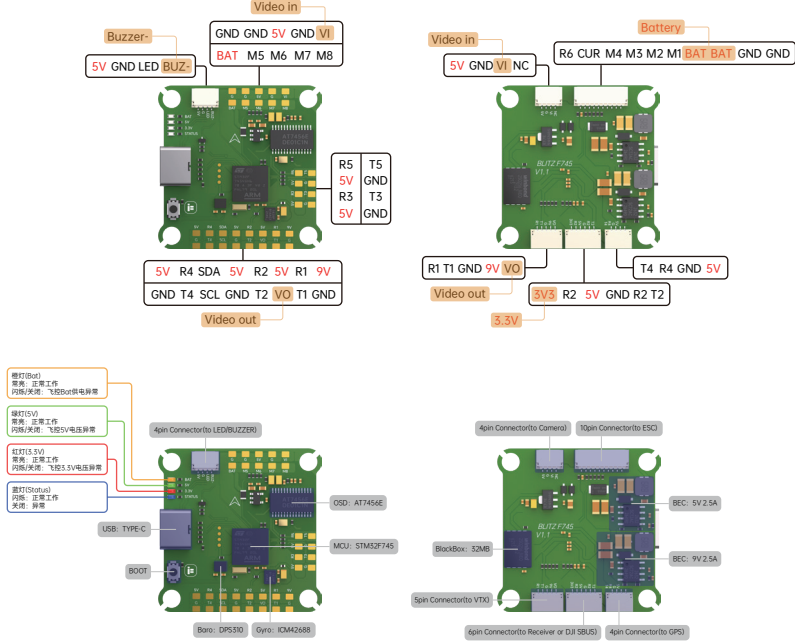 Video in
Buzzer-
GND GND 5V GND VI
BAT M5 M6 M7 M8
5V GND LED BUZ-
R5 T5
5V GND
R3 T3
5V GND
5V R4 SDA 5V R2 5V R1 9V
GND T4 SCL GND T2 VO T1 GND
Video out
Battery
Video in
R6 CUR M4 M3 M2 M1 BAT BAT GND GND
5V GND VI NC
BLITZ F745
V1.1
R1 T1 GND 9V VO
Video out
3V3 R2 5V GND R2 T2
3.3V
T4 R4 GND 5V
橙灯(Bat)
常亮：正常工作
闪烁/关闭：飞控Bat供电异常
绿灯(5V)
常亮：正常工作
闪烁/关闭：飞控5V电压异常
红灯(3.3V)
常亮：正常工作
闪烁/关闭：飞控3.3V电压异常
蓝灯(Status)
闪烁：正常工作
关闭：异常
4pin Connector(to LED/BUZZER)
BAT
5V
3.3V
STATUS
OSD：AT7456E
USB：TYPE-C
MCU：STM32F745
BOOT
Baro：DPS310
Gyro：ICM42688
4pin Connector(to Camera)
10pin Connector(to ESC)
BLITZ F745
V1.1
BEC：5V 2.5A
BlackBox：32MB
BEC：9V 2.5A
5pin Connector(to VTX)
6pin Connector(to Receiver or DJI SBUS)
4pin Connector(to GPS)